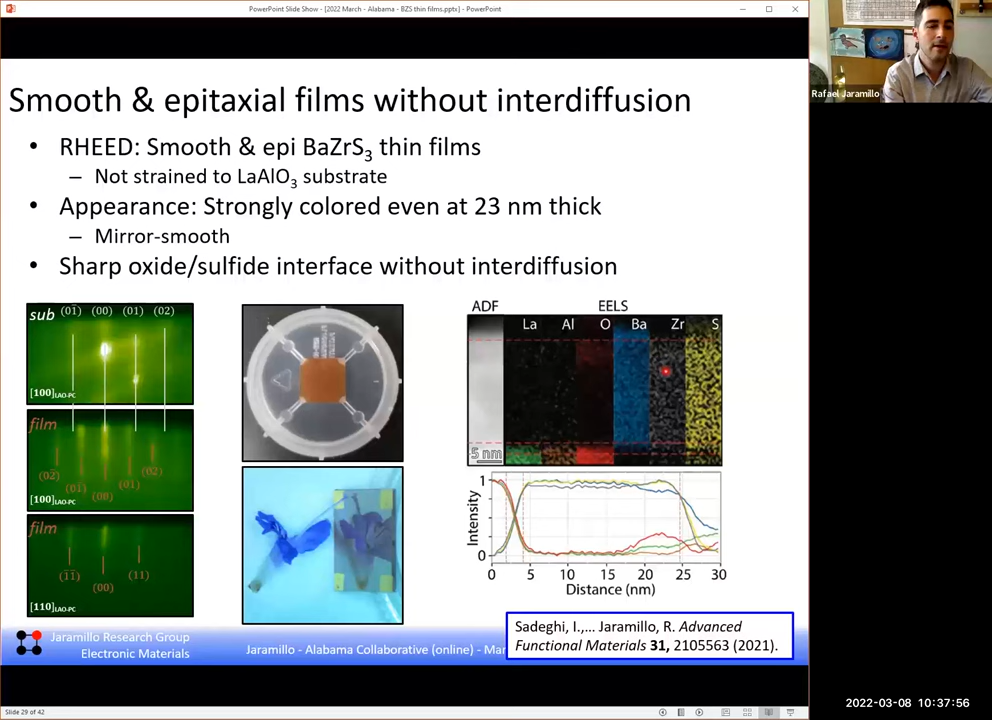 PowerPoint Slide Show - [2022 March - Alabama - BZS thin films.pptx] - PowerPoint
Rafael Jaramillo
Smooth & epitaxial films without interdiffusion
• RHEED: Smooth & epi BaZrS3 thin films
– Not strained to LaAlO3 substrate
• Appearance: Strongly colored even at 23 nm thick
– Mirror-smooth
• Sharp oxide/sulfide interface without interdiffusion
sub (01̄) (00) (01) (02)
[100]LAO-PC
film
(02̄) (01̄) (00) (01) (02)
[100]LAO-PC
film
(1̄1̄) (00) (11)
[110]LAO-PC
ADF EELS
La Al O Ba Zr S
5 nm
Intensity
1
0
0 5 10 15 20 25 30
Distance (nm)
Sadeghi, I.,... Jaramillo, R. Advanced
Functional Materials 31, 2105563 (2021).
Jaramillo Research Group
Electronic Materials
Jaramillo - Alabama Collaborative (online) - Mar
Slide 29 of 42
2022-03-08 10:37:56